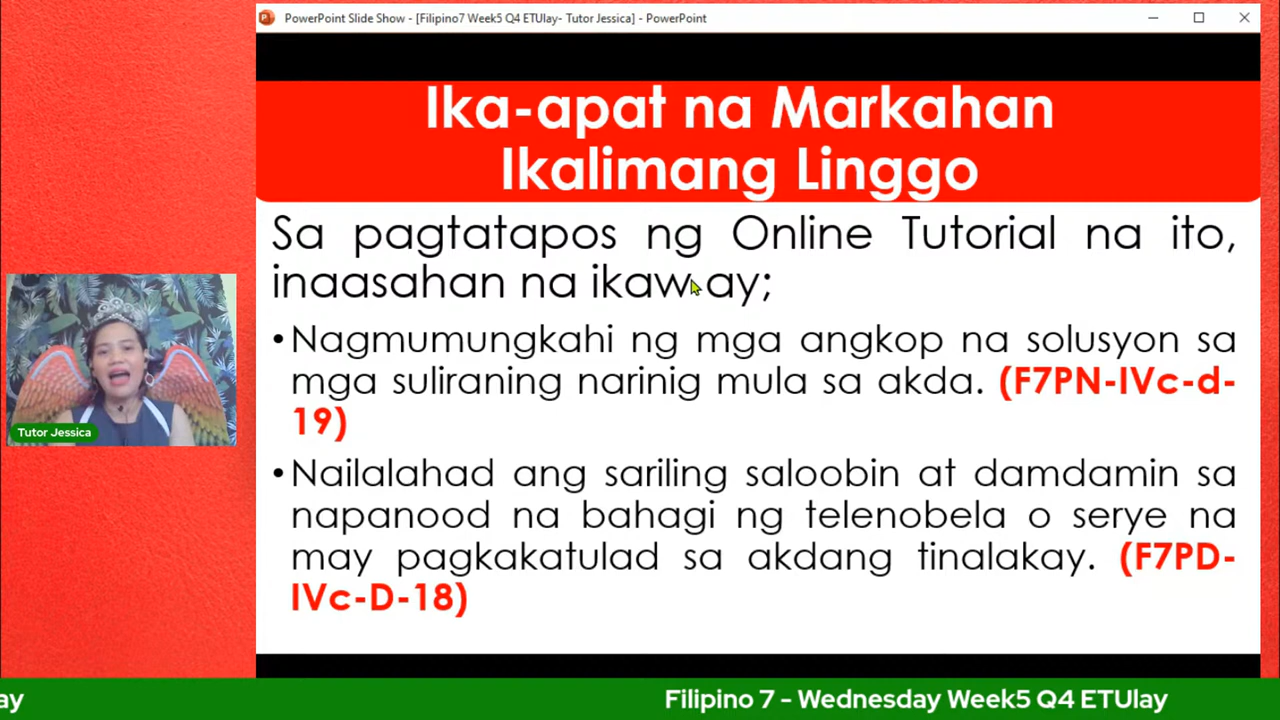 PowerPoint Slide Show - [Filipino7 Week5 Q4 ETUlay- Tutor Jessica] - PowerPoint
Ika-apat na Markahan
Ikalimang Linggo
Sa pagtatapos ng Online Tutorial na ito,
inaasahan na ikaw ay;
• Nagmumungkahi ng mga angkop na solusyon sa
mga suliraning narinig mula sa akda. (F7PN-IVc-d-
19)
• Nailalahad ang sariling saloobin at damdamin sa
napanood na bahagi ng telenobela o serye na
may pagkakatulad sa akdang tinalakay. (F7PD-
IVc-D-18)
Tutor Jessica
ay
Filipino 7 - Wednesday Week5 Q4 ETUlay